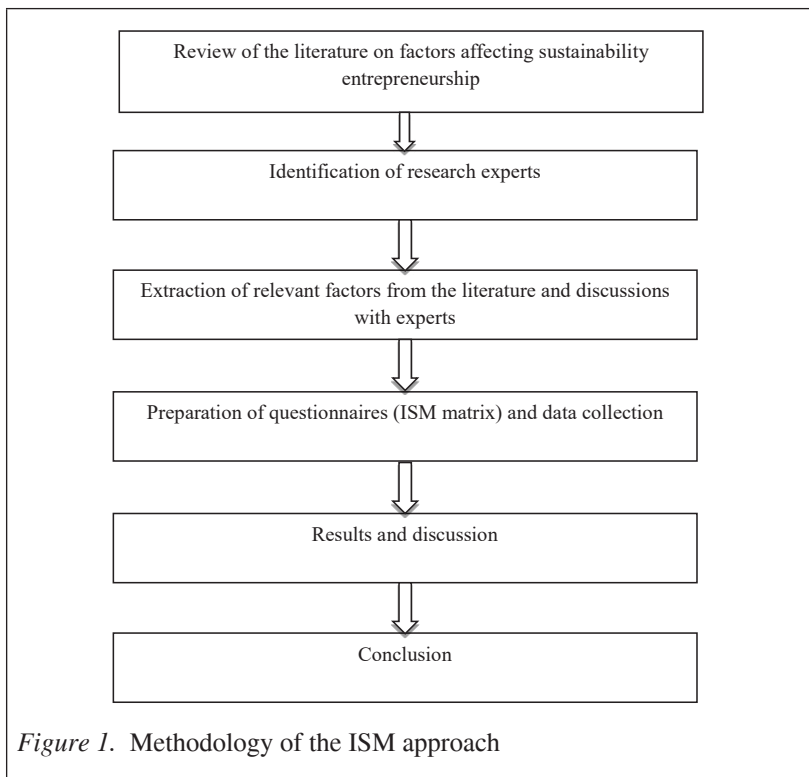 Review of the literature on factors affecting sustainability
entrepreneurship
Identification of research experts
Extraction of relevant factors from the literature and discussions
with experts
Preparation of questionnaires (ISM matrix) and data collection
Results and discussion
Conclusion
Figure 1. Methodology of the ISM approach